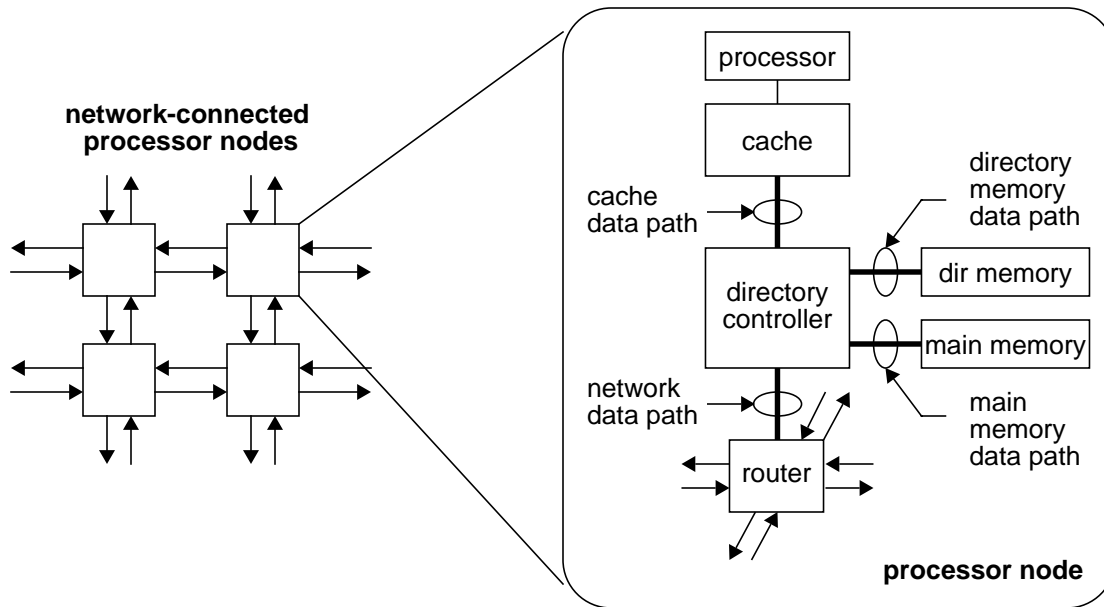 network-connected
processor nodes
processor
cache
cache
data path
directory
memory
data path
directory
controller
dir memory
main memory
network
data path
main
memory
data path
router
processor node